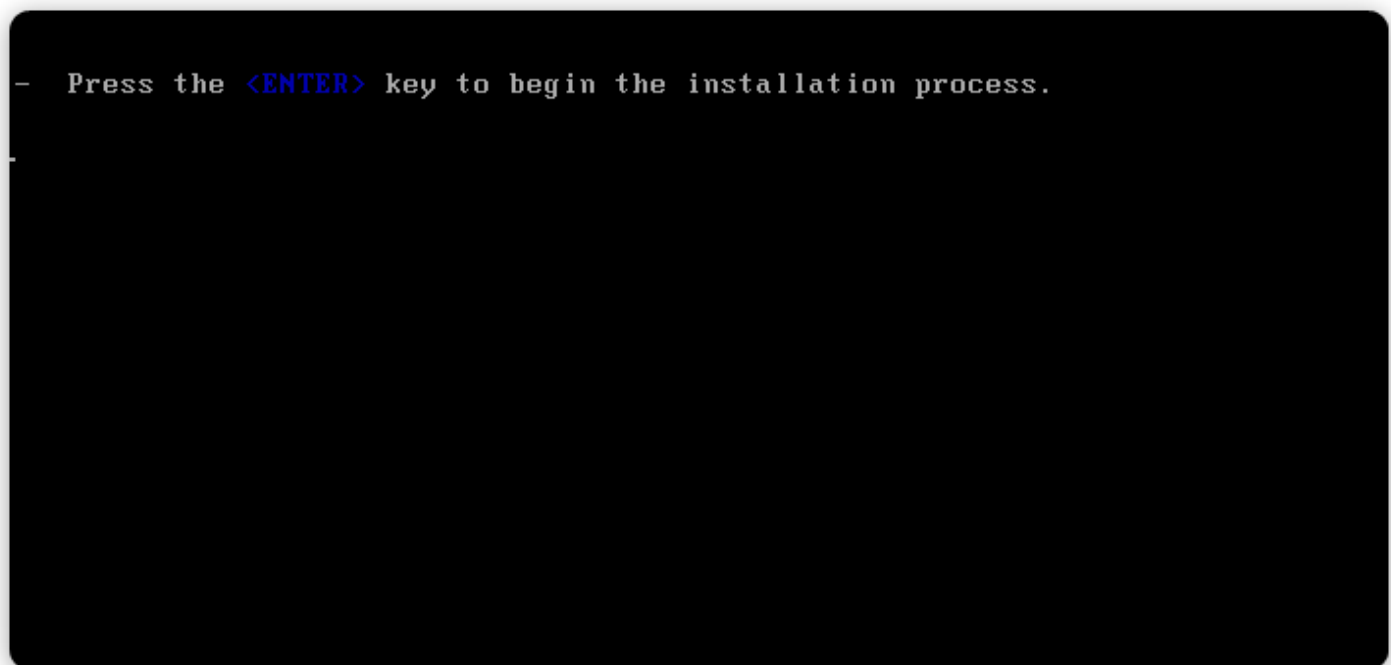 - Press the <ENTER> key to begin the installation process.